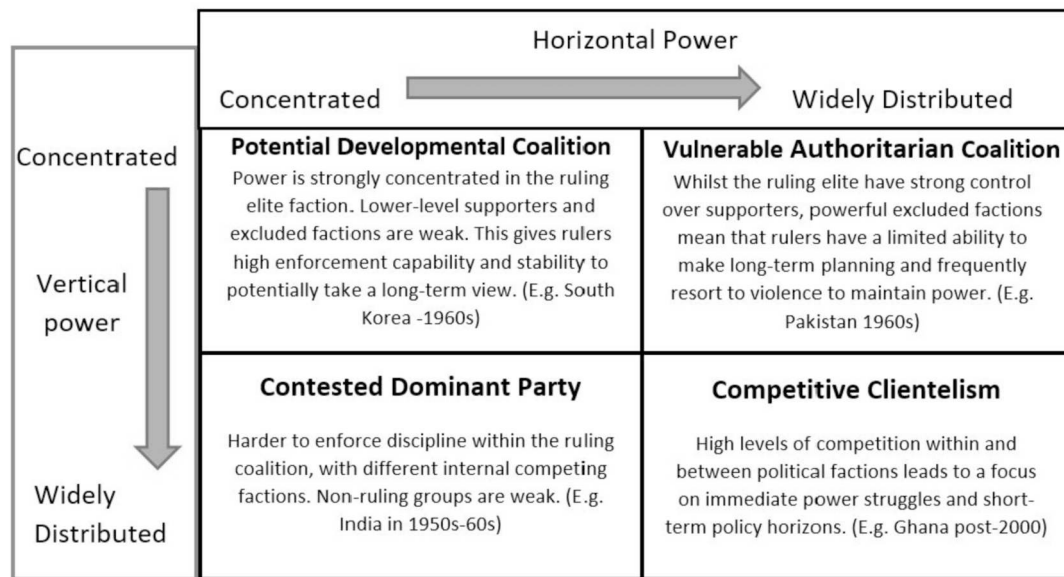 Horizontal Power
Concentrated
Widely Distributed
Concentrated
Vertical
power
Widely
Distributed
Potential Developmental Coalition
Power is strongly concentrated in the ruling
elite faction. Lower-level supporters and
excluded factions are weak. This gives rulers
high enforcement capability and stability to
potentially take a long-term view. (E.g. South
Korea -1960s)
Vulnerable Authoritarian Coalition
Whilst the ruling elite have strong control
over supporters, powerful excluded factions
mean that rulers have a limited ability to
make long-term planning and frequently
resort to violence to maintain power. (E.g.
Pakistan 1960s)
Contested Dominant Party
Harder to enforce discipline within the ruling
coalition, with different internal competing
factions. Non-ruling groups are weak. (E.g.
India in 1950s-60s)
Competitive Clientelism
High levels of competition within and
between political factions leads to a focus
on immediate power struggles and short-
term policy horizons. (E.g. Ghana post-2000)